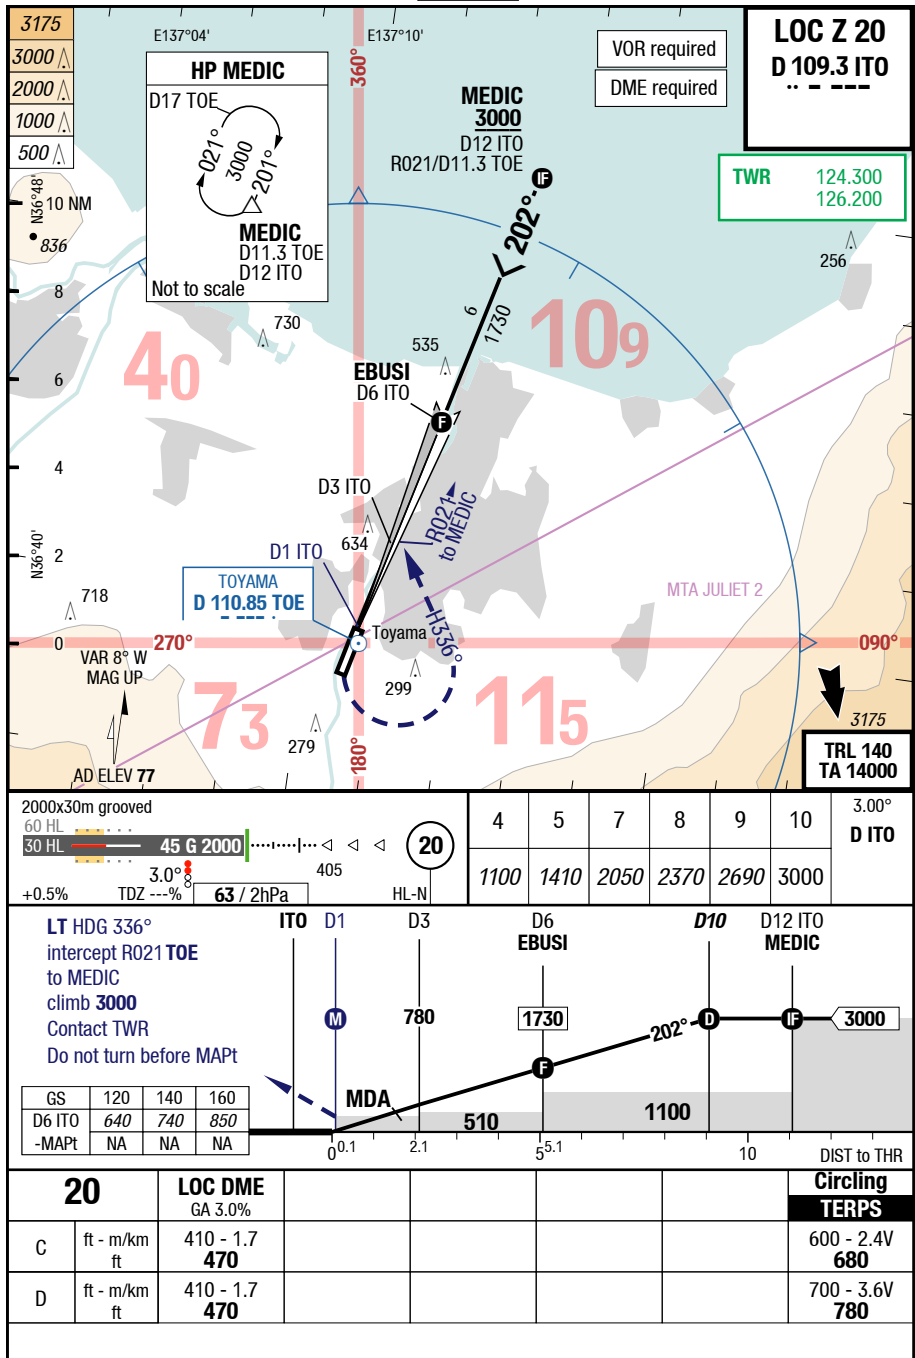 3175
3000
2000
1000
500
E137°04'
E137°10'
360°
HP MEDIC
D17 TOE
021°
3000
201°
MEDIC
D11.3 TOE
D12 ITO
Not to scale
MEDIC
3000
D12 ITO
R021/D11.3 TOE
IF
VOR required
DME required
LOC Z 20
D 109.3 ITO
TWR 124.300
126.200
N36°48'
10 NM
836
8
6
4
2
0
N36°40'
202°
256
730
6
1730
109
40
535
EBUSI
D6 ITO
F
D3 ITO
R021
to MEDIC
634
D1 ITO
TOYAMA
D 110.85 TOE
718
MTA JULIET 2
Toyama
H336°
270°
090°
VAR 8° W
MAG UP
299
73
115
279
180°
3175
AD ELEV 77
TRL 140
TA 14000
2000x30m grooved
60 HL
30 HL
45 G 2000
405
20
3.0°
+0.5%
TDZ ---%
63 / 2hPa
HL-N
4 5 7 8 9 10 3.00°
D ITO
1100 1410 2050 2370 2690 3000
LT HDG 336°
intercept R021 TOE
to MEDIC
climb 3000
Contact TWR
Do not turn before MAPt
ITO D1 D3 D6 D10 D12 ITO
EBUSI MEDIC
M 780 1730 202° D IF 3000
F
MDA
510
1100
GS 120 140 160
D6 ITO 640 740 850
-MAPt NA NA NA
0 0.1 2.1 5 5.1 10 DIST to THR
20 LOC DME Circling
GA 3.0% TERPS
C ft - m/km 410 - 1.7 600 - 2.4V
ft 470 680
D ft - m/km 410 - 1.7 700 - 3.6V
ft 470 780